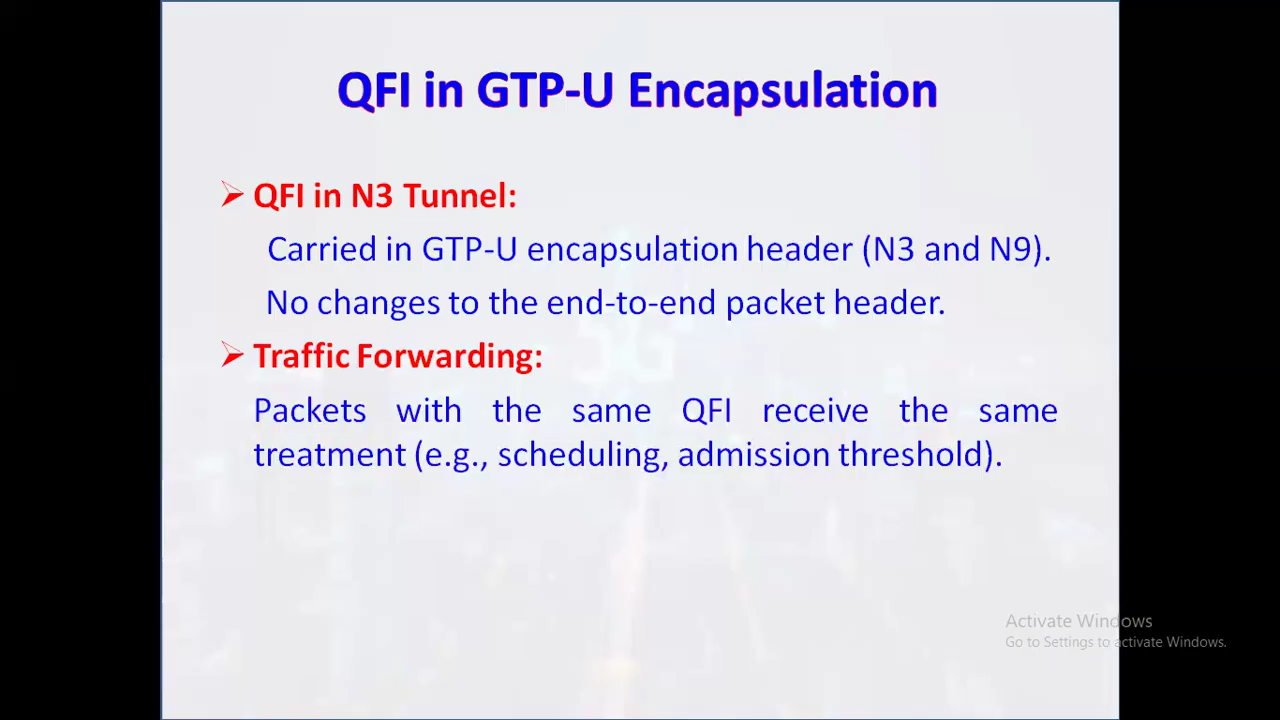 QFI in GTP-U Encapsulation
➢ QFI in N3 Tunnel:
Carried in GTP-U encapsulation header (N3 and N9).
No changes to the end-to-end packet header.
➢ Traffic Forwarding:
Packets with the same QFI receive the same
treatment (e.g., scheduling, admission threshold).
5G
Activate Windows
Go to Settings to activate Windows.